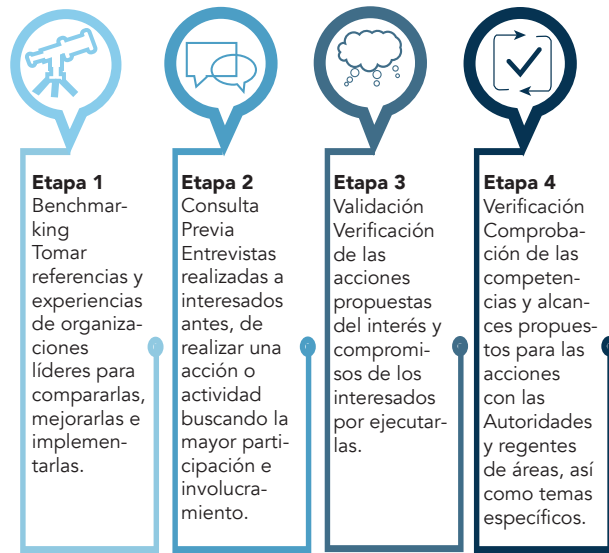 Etapa 1
Benchmar-
king
Tomar
referencias y
experiencias
de organiza-
ciones
líderes para
compararlas,
mejorarlas e
implemen-
tarlas.
Etapa 2
Consulta
Previa
Entrevistas
realizadas a
interesados
antes, de
realizar una
acción o
actividad
buscando la
mayor parti-
cipación e
involucra-
miento.
Etapa 3
Validación
Verificación
de las
acciones
propuestas
del interés y
compromi-
sos de los
interesados
por ejecutar-
las.
Etapa 4
Verificación
Comproba-
ción de las
competen-
cias y alcan-
ces propues-
tos para las
acciones
con las
Autoridades
y regentes
de áreas, así
como temas
específicos.